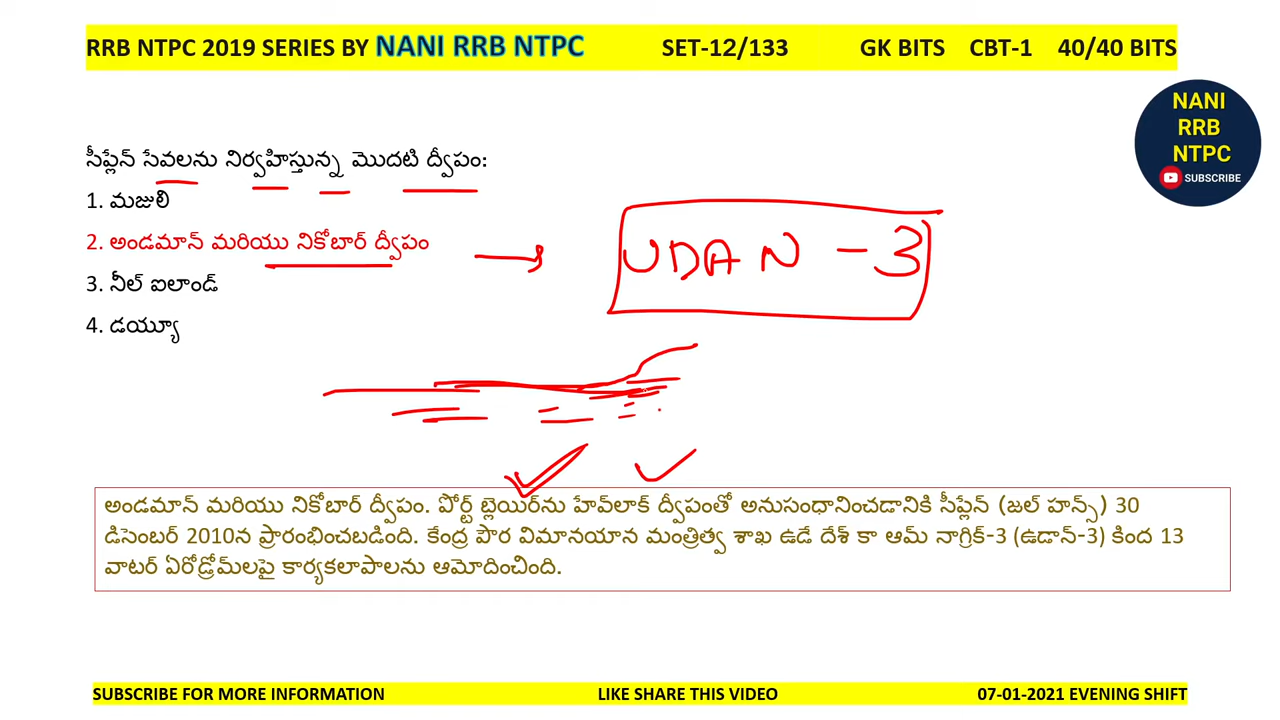 RRB NTPC 2019 SERIES BY NANI RRB NTPC SET-12/133 GK BITS CBT-1 40/40 BITS
NANI
RRB
NTPC
SUBSCRIBE
సీప్లేన్ సేవలను నిర్వహిస్తున్న మొదటి ద్వీపం:
1. మజులి
2. అండమాన్ మరియు నికోబార్ ద్వీపం
UDAN - 3
3. నీల్ ఐలాండ్
4. డయ్యూ
అండమాన్ మరియు నికోబార్ ద్వీపం. పోర్ట్ బ్లెయిర్‌ను హేవ్‌లాక్ ద్వీపంతో అనుసంధానించడానికి సీప్లేన్ (జల్ హన్స్) 30
డిసెంబర్ 2010న ప్రారంభించబడింది. కేంద్ర పౌర విమానయాన మంత్రిత్వ శాఖ ఉడే దేశ్ కా ఆమ్ నాగ్రిక్-3 (ఉడాన్-3) కింద 13
వాటర్ ఏరోడ్రోమ్‌లపై కార్యకలాపాలను ఆమోదించింది.
SUBSCRIBE FOR MORE INFORMATION LIKE SHARE THIS VIDEO 07-01-2021 EVENING SHIFT